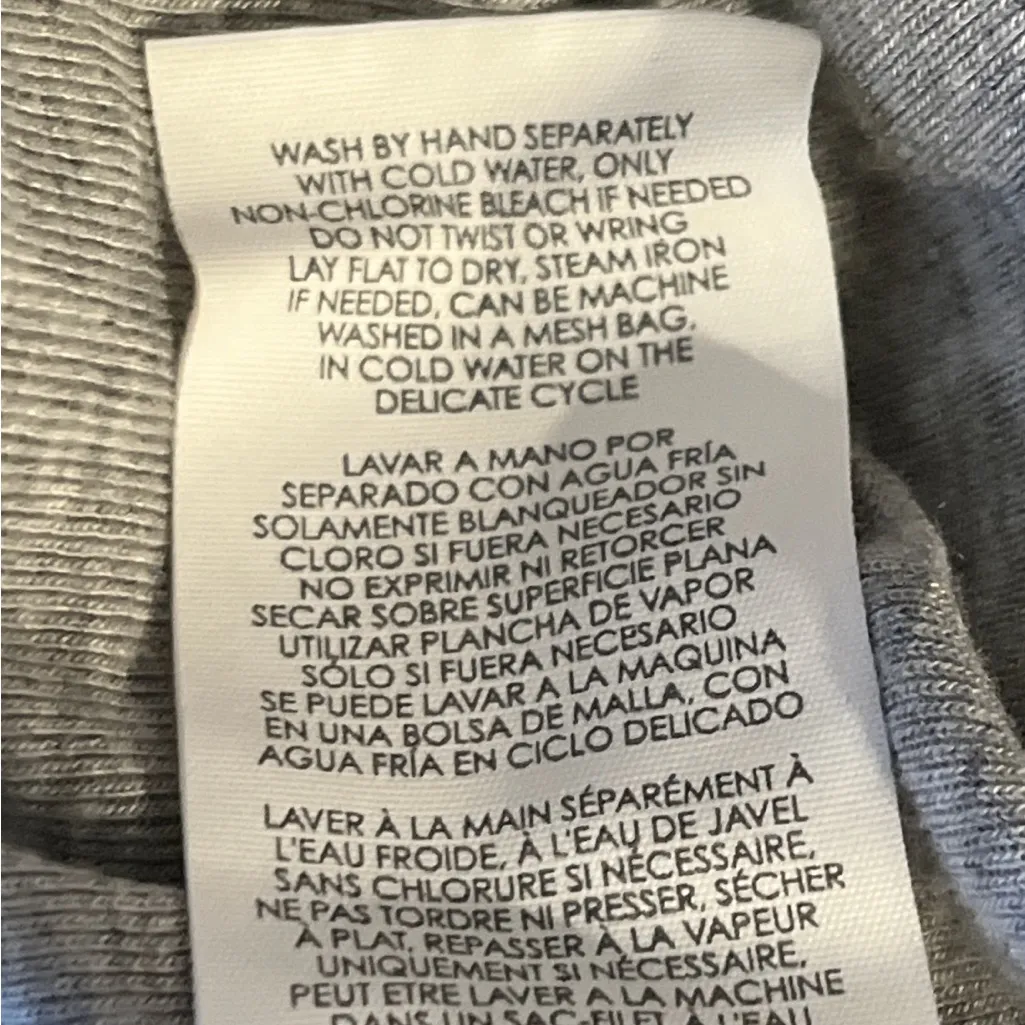 WASH BY HAND SEPARATELY
WITH COLD WATER, ONLY
NON-CHLORINE BLEACH IF NEEDED
DO NOT TWIST OR WRING
LAY FLAT TO DRY, STEAM IRON
IF NEEDED, CAN BE MACHINE
WASHED IN A MESH BAG,
IN COLD WATER ON THE
DELICATE CYCLE
LAVAR A MANO POR
SEPARADO CON AGUA FRÍA
SOLAMENTE BLANQUEADOR SIN
CLORO SI FUERA NECESARIO
NO EXPRIMIR NI RETORCER
SECAR SOBRE SUPERFICIE PLANA
UTILIZAR PLANCHA DE VAPOR
SÓLO SI FUERA NECESARIO
SE PUEDE LAVAR A LA MAQUINA
EN UNA BOLSA DE MALLA, CON
AGUA FRÍA EN CICLO DELICADO
LAVER À LA MAIN SÉPARÉMENT À
L'EAU FROIDE, À L'EAU DE JAVEL
SANS CHLORURE SI NÉCESSAIRE,
NE PAS TORDRE NI PRESSER, SÉCHER
À PLAT, REPASSER À LA VAPEUR
UNIQUEMENT SI NÉCESSAIRE,
PEUT ETRE LAVER A LA MACHINE
DANS UN SAC-FILET A L'EAU